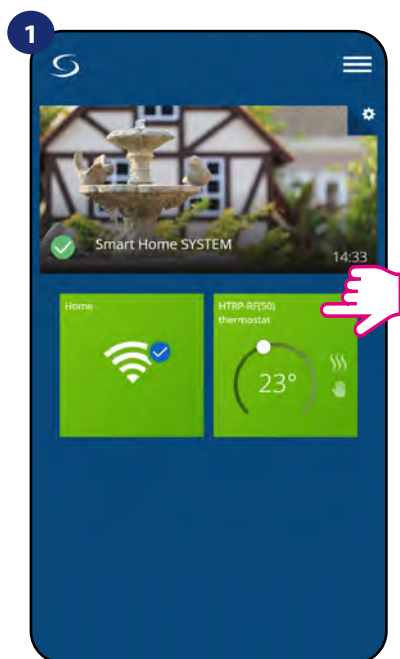 1
Smart Home SYSTEM
14:33
Home
HTRP-RF(50)
thermostat
23°